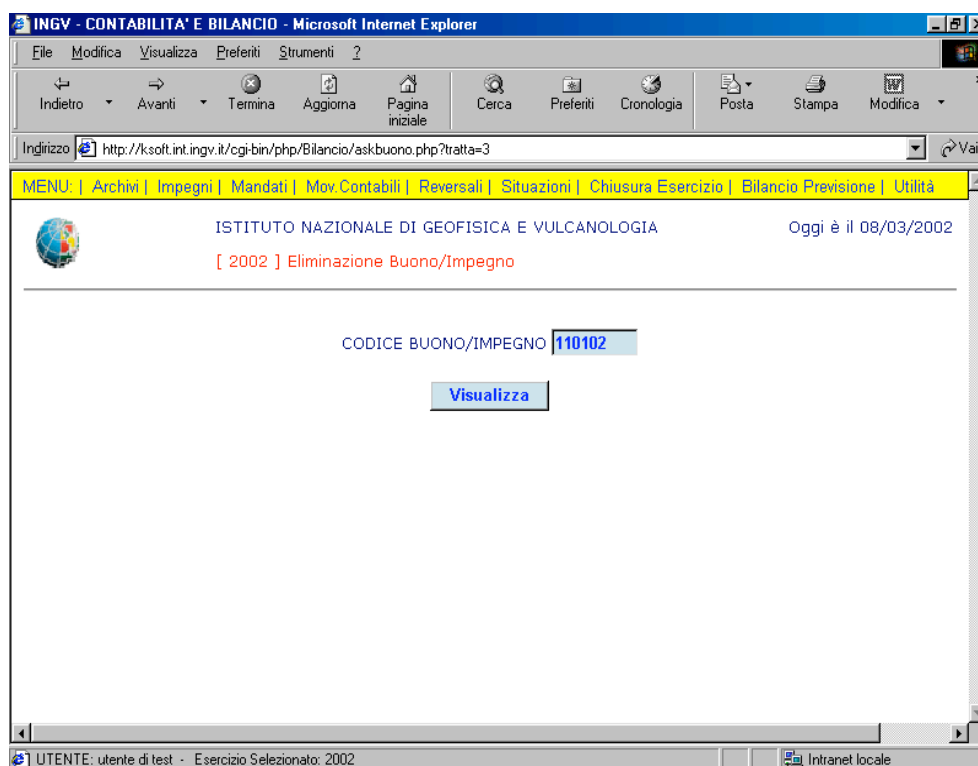 INGV - CONTABILITA' E BILANCIO - Microsoft Internet Explorer
File Modifica Visualizza Preferiti Strumenti ?
Indietro Avanti Termina Aggiorna Pagina iniziale Cerca Preferiti Cronologia Posta Stampa Modifica
Indirizzo http://ksoft.int.ingv.it/cgi-bin/php/Bilancio/askbuono.php?tratta=3 Vai
MENU: | Archivi | Impegni | Mandati | Mov.Contabili | Reversali | Situazioni | Chiusura Esercizio | Bilancio Previsione | Utilità
ISTITUTO NAZIONALE DI GEOFISICA E VULCANOLOGIA Oggi è il 08/03/2002
[ 2002 ] Eliminazione Buono/Impegno
CODICE BUONO/IMPEGNO 110102
Visualizza
UTENTE: utente di test - Esercizio Selezionato: 2002 Intranet locale